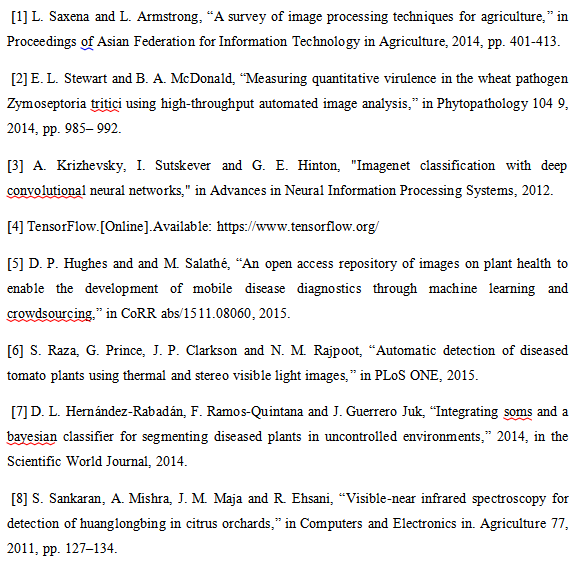 [1] L. Saxena and L. Armstrong, “A survey of image processing techniques for agriculture,” in
Proceedings of Asian Federation for Information Technology in Agriculture, 2014, pp. 401-413.
[2] E. L. Stewart and B. A. McDonald, “Measuring quantitative virulence in the wheat pathogen
Zymoseptoria tritici using high-throughput automated image analysis,” in Phytopathology 104 9,
2014, pp. 985– 992.
[3] A. Krizhevsky, I. Sutskever and G. E. Hinton, "Imagenet classification with deep
convolutional neural networks," in Advances in Neural Information Processing Systems, 2012.
[4] TensorFlow.[Online].Available: https://www.tensorflow.org/
[5] D. P. Hughes and and M. Salathé, “An open access repository of images on plant health to
enable the development of mobile disease diagnostics through machine learning and
crowdsourcing,” in CoRR abs/1511.08060, 2015.
[6] S. Raza, G. Prince, J. P. Clarkson and N. M. Rajpoot, “Automatic detection of diseased
tomato plants using thermal and stereo visible light images,” in PLoS ONE, 2015.
[7] D. L. Hernández-Rabadán, F. Ramos-Quintana and J. Guerrero Juk, “Integrating soms and a
bayesian classifier for segmenting diseased plants in uncontrolled environments,” 2014, in the
Scientific World Journal, 2014.
[8] S. Sankaran, A. Mishra, J. M. Maja and R. Ehsani, “Visible-near infrared spectroscopy for
detection of huanglongbing in citrus orchards,” in Computers and Electronics in. Agriculture 77,
2011, pp. 127–134.